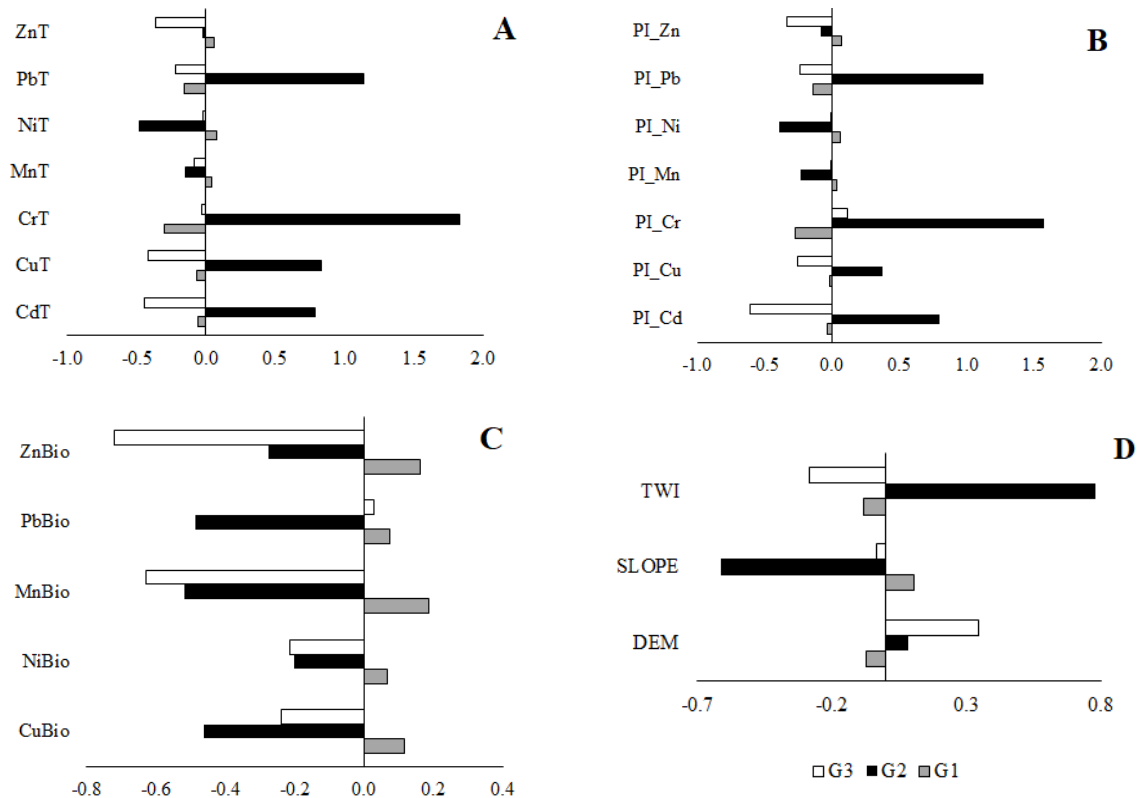 A
ZnT
PbT
NiT
MnT
CrT
CuT
CdT
-1.0 -0.5 0.0 0.5 1.0 1.5 2.0
B
PI_Zn
PI_Pb
PI_Ni
PI_Mn
PI_Cr
PI_Cu
PI_Cd
-1.0 -0.5 0.0 0.5 1.0 1.5 2.0
C
ZnBio
PbBio
MnBio
NiBio
CuBio
-0.8 -0.6 -0.4 -0.2 0.0 0.2 0.4
D
TWI
SLOPE
DEM
-0.7 -0.2 0.3 0.8
G3 G2 G1